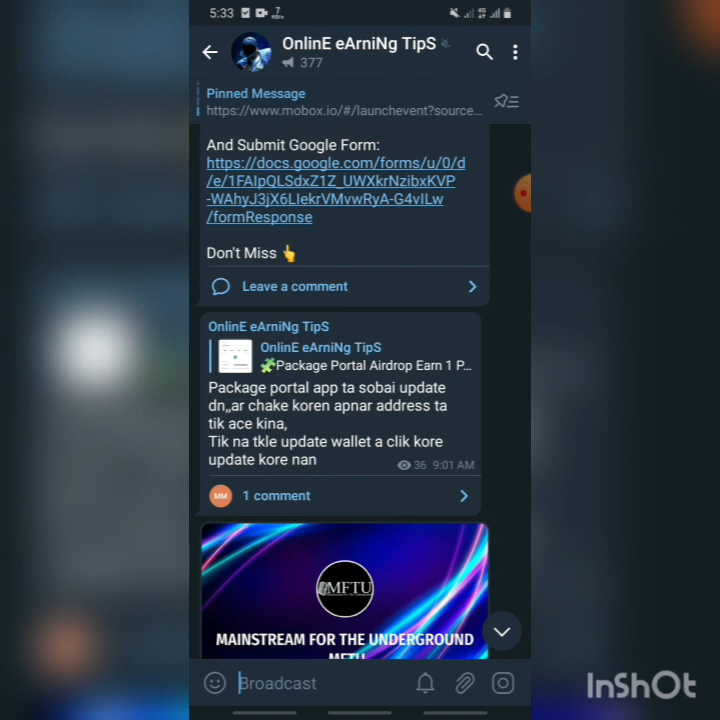 5:33
7
KB/s
4G
OnlinE eArniNg TipS
377
Pinned Message
https://www.mobox.io/#/launchevent?source...
And Submit Google Form:
https://docs.google.com/forms/u/0/d
/e/1FAIpQLSdxZ1Z_UWXkrNzibxKVP
-WAhyJ3jX6LIekrVMvwRyA-G4vILw
/formResponse
Don't Miss 👆
Leave a comment
OnlinE eArniNg TipS
OnlinE eArniNg TipS
🧩Package Portal Airdrop Earn 1 P...
Package portal app ta sobai update
dn,,ar chake koren apnar address ta
tik ace kina,
Tik na tkle update wallet a clik kore
update kore nan
36 9:01 AM
MM
1 comment
MFTU
MAINSTREAM FOR THE UNDERGROUND
MFTU
Broadcast
InShOt